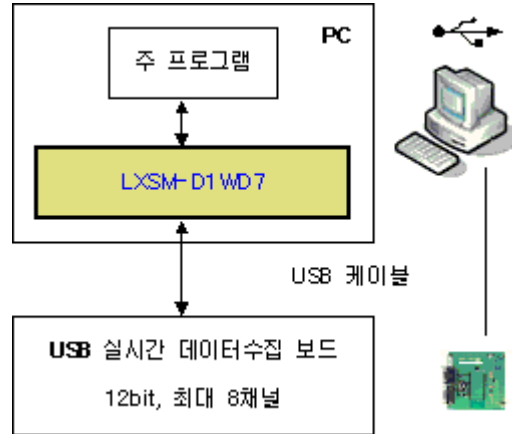 PC
주 프로그램
LXSM-D1WD7
USB 케이블
USB 실시간 데이터수집 보드
12bit, 최대 8채널